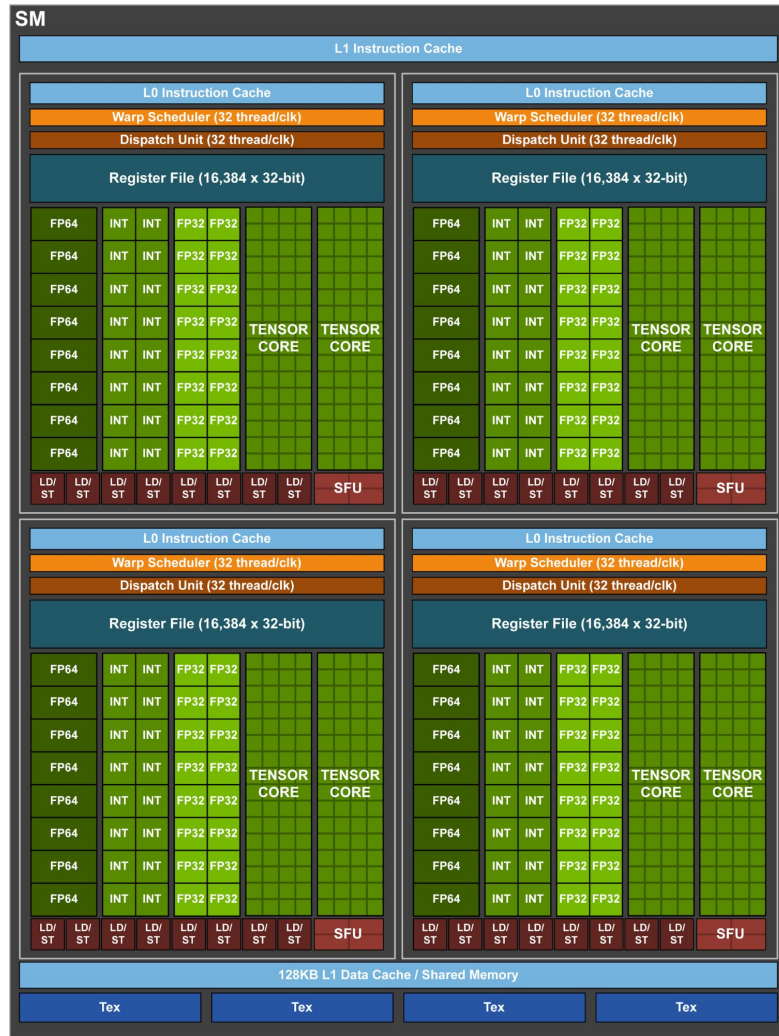 SM
L1 Instruction Cache
L0 Instruction Cache
Warp Scheduler (32 thread/clk)
Dispatch Unit (32 thread/clk)
Register File (16,384 x 32-bit)
FP64 INT INT FP32 FP32
FP64 INT INT FP32 FP32
FP64 INT INT FP32 FP32
FP64 INT INT FP32 FP32
FP64 INT INT FP32 FP32
FP64 INT INT FP32 FP32
FP64 INT INT FP32 FP32
FP64 INT INT FP32 FP32
TENSOR TENSOR
CORE CORE
LD/ LD/ LD/ LD/ LD/ LD/ LD/ LD/
ST ST ST ST ST ST ST ST
SFU
L0 Instruction Cache
Warp Scheduler (32 thread/clk)
Dispatch Unit (32 thread/clk)
Register File (16,384 x 32-bit)
FP64 INT INT FP32 FP32
FP64 INT INT FP32 FP32
FP64 INT INT FP32 FP32
FP64 INT INT FP32 FP32
FP64 INT INT FP32 FP32
FP64 INT INT FP32 FP32
FP64 INT INT FP32 FP32
FP64 INT INT FP32 FP32
TENSOR TENSOR
CORE CORE
LD/ LD/ LD/ LD/ LD/ LD/ LD/ LD/
ST ST ST ST ST ST ST ST
SFU
L0 Instruction Cache
Warp Scheduler (32 thread/clk)
Dispatch Unit (32 thread/clk)
Register File (16,384 x 32-bit)
FP64 INT INT FP32 FP32
FP64 INT INT FP32 FP32
FP64 INT INT FP32 FP32
FP64 INT INT FP32 FP32
FP64 INT INT FP32 FP32
FP64 INT INT FP32 FP32
FP64 INT INT FP32 FP32
FP64 INT INT FP32 FP32
TENSOR TENSOR
CORE CORE
LD/ LD/ LD/ LD/ LD/ LD/ LD/ LD/
ST ST ST ST ST ST ST ST
SFU
L0 Instruction Cache
Warp Scheduler (32 thread/clk)
Dispatch Unit (32 thread/clk)
Register File (16,384 x 32-bit)
FP64 INT INT FP32 FP32
FP64 INT INT FP32 FP32
FP64 INT INT FP32 FP32
FP64 INT INT FP32 FP32
FP64 INT INT FP32 FP32
FP64 INT INT FP32 FP32
FP64 INT INT FP32 FP32
FP64 INT INT FP32 FP32
TENSOR TENSOR
CORE CORE
LD/ LD/ LD/ LD/ LD/ LD/ LD/ LD/
ST ST ST ST ST ST ST ST
SFU
128KB L1 Data Cache / Shared Memory
Tex Tex Tex Tex